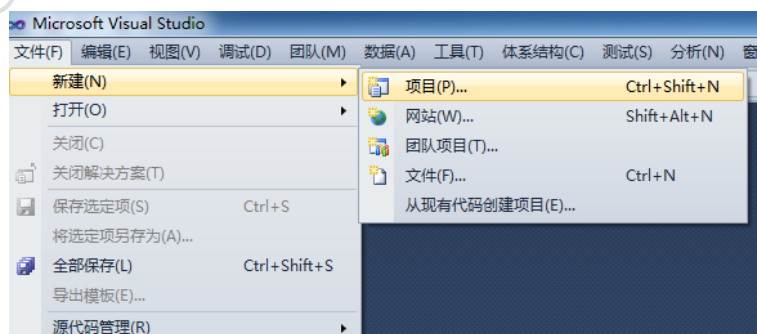 Microsoft Visual Studio
文件(F) 编辑(E) 视图(V) 调试(D) 团队(M) 数据(A) 工具(T) 体系结构(C) 测试(S) 分析(N) 窗
新建(N)
项目(P)... Ctrl+Shift+N
打开(O)
网站(W)... Shift+Alt+N
关闭(C)
团队项目(T)...
关闭解决方案(T)
文件(F)... Ctrl+N
保存选定项(S) Ctrl+S
从现有代码创建项目(E)...
将选定项另存为(A)...
全部保存(L) Ctrl+Shift+S
导出模板(E)...
源代码管理(R)